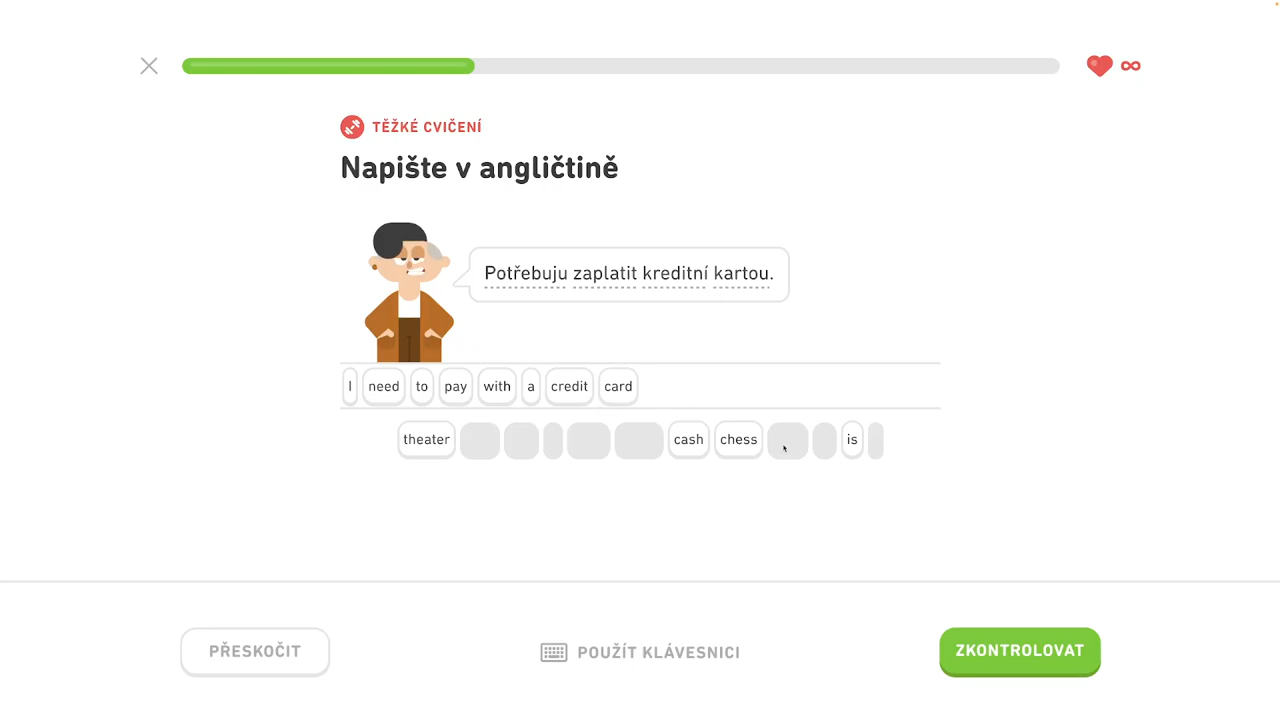 ∞
TĚŽKÉ CVIČENÍ
Napište v angličtině
Potřebuju zaplatit kreditní kartou.
I need to pay with a credit card
theater cash chess is
PŘESKOČIT
POUŽÍT KLÁVESNICI
ZKONTROLOVAT